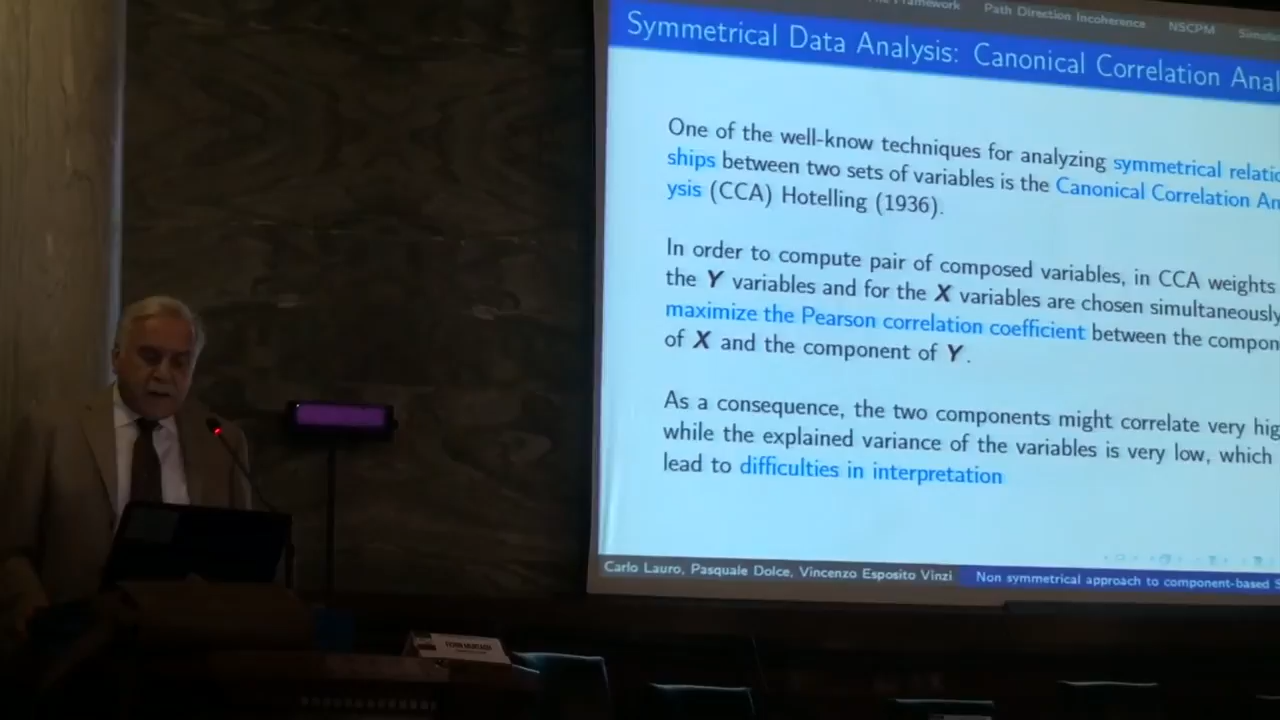 Framework Path Direction Incoherence NSCPM
Symmetrical Data Analysis: Canonical Correlation Anal
One of the well-know techniques for analyzing symmetrical relatio
ships between two sets of variables is the Canonical Correlation An
ysis (CCA) Hotelling (1936).
In order to compute pair of composed variables, in CCA weights
the Y variables and for the X variables are chosen simultaneously
maximize the Pearson correlation coefficient between the compon
of X and the component of Y.
As a consequence, the two components might correlate very hig
while the explained variance of the variables is very low, which
lead to difficulties in interpretation
Carlo Lauro, Pasquale Dolce, Vincenzo Esposito Vinzi Non symmetrical approach to component-based S